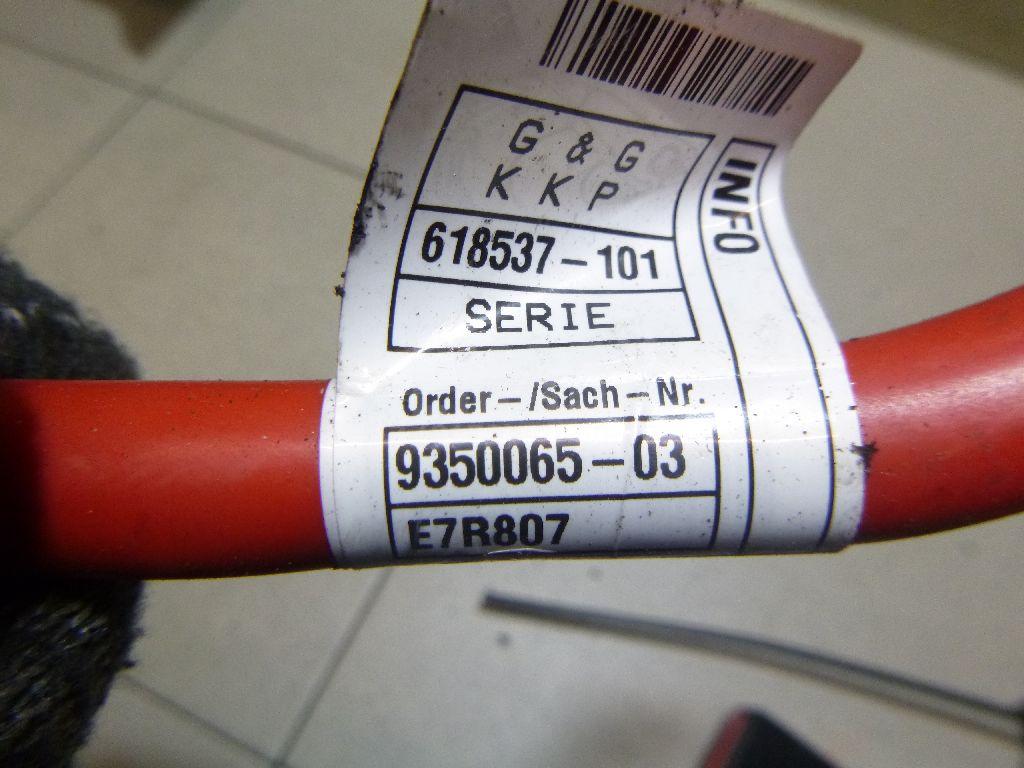 G & G
K K P
618537-101
SERIE
Order-/Sach-Nr.
9350065-03
E7R807
INFO